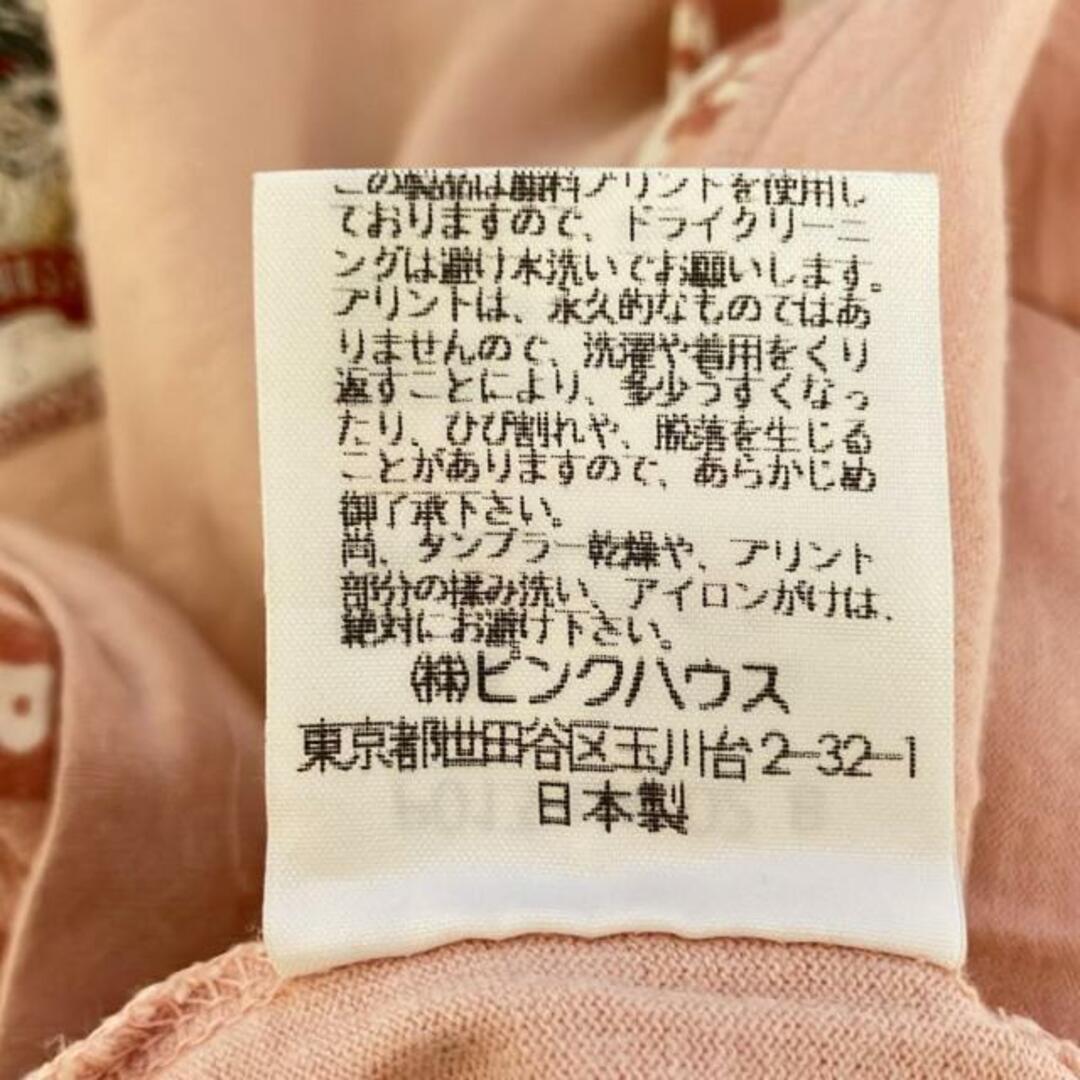 この製品は顔料プリントを使用し
ておりますので、ドライクリーニ
ングは避け水洗いでお願いします。
プリントは、永久的なものではあ
りませんので、洗濯や着用をくり
返すことにより、多少うすくなっ
たり、ひび割れや、脱落を生じる
ことがありますので、あらかじめ
御了承下さい。
尚、タンブラー乾燥や、プリント
部分の揉み洗い、アイロンがけは、
絶対にお避け下さい。
㈱ピンクハウス
東京都世田谷区玉川台2-32-1
日本製